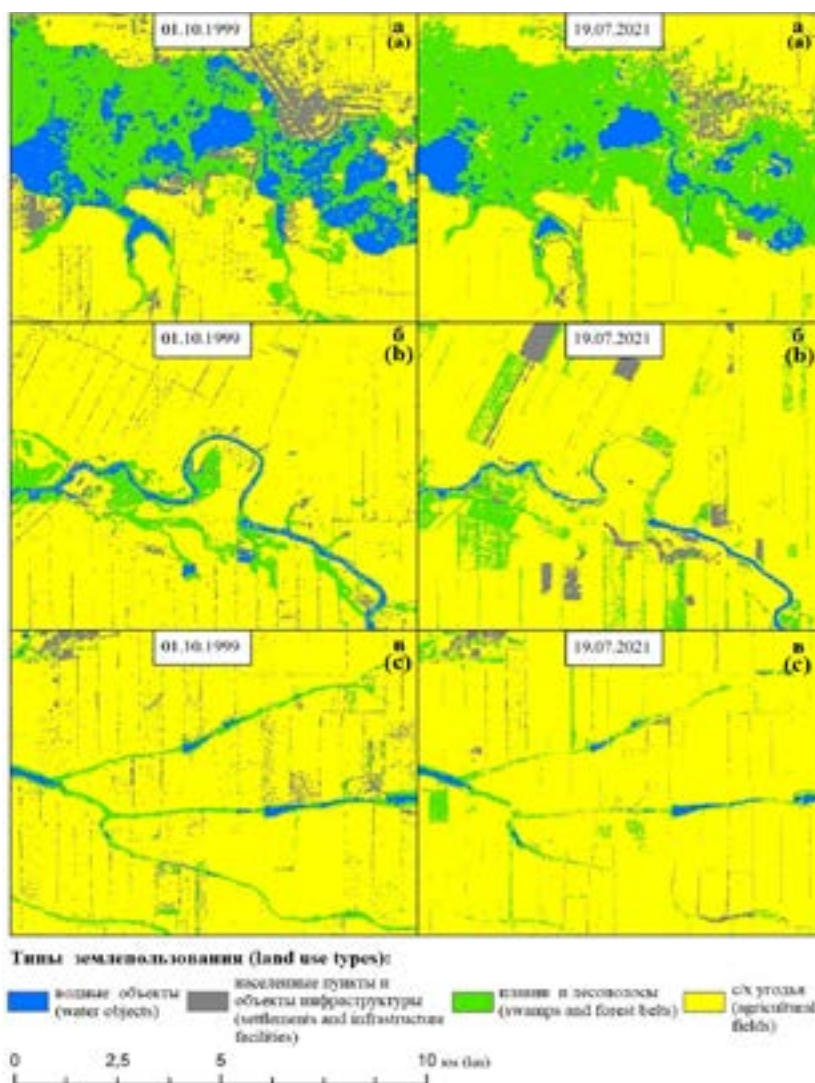 01.10.1999
а
(a)
19.07.2021
а
(a)
01.10.1999
б
(b)
19.07.2021
б
(b)
01.10.1999
в
(c)
19.07.2021
в
(c)
Типы землепользования (land use types):
водные объекты
(water objects)
населенные пункты и
объекты инфраструктуры
(settlements and infrastructure
facilities)
плавни и лесополосы
(swamps and forest belts)
с/х угодья
(agricultural
fields)
0 2,5 5 10 км (km)